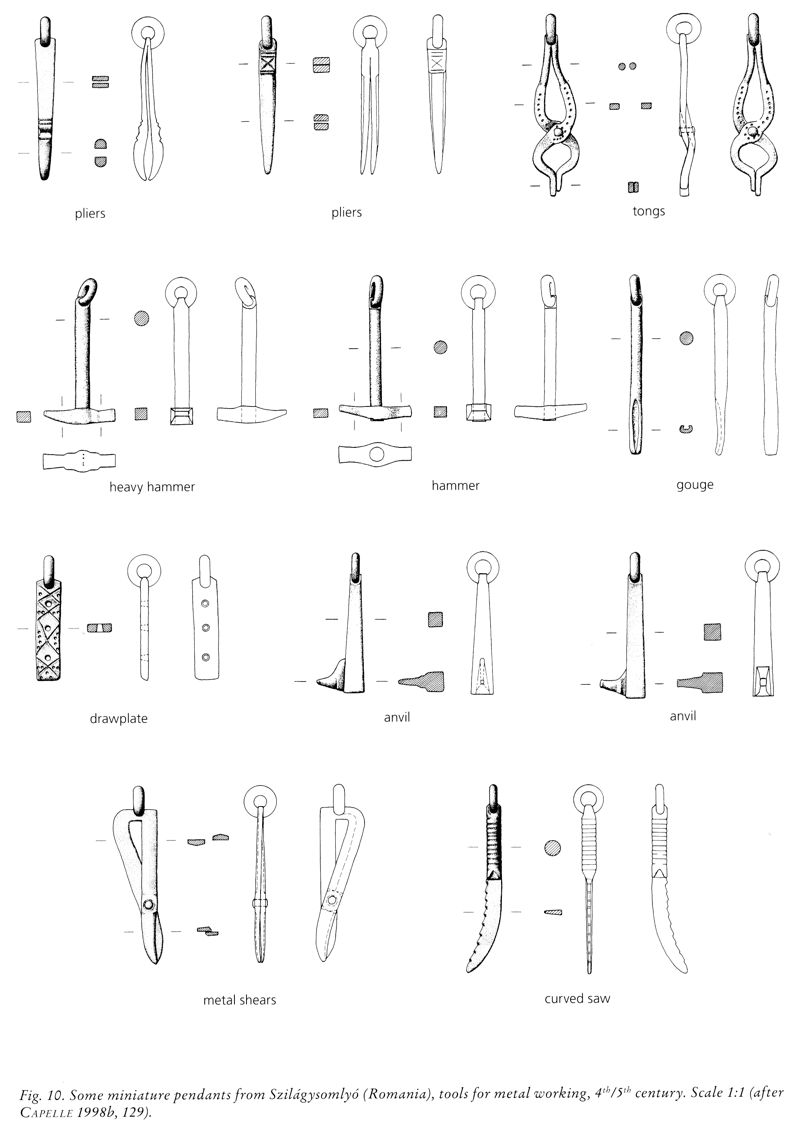 pliers
pliers
tongs
heavy hammer
hammer
gouge
drawplate
anvil
anvil
metal shears
curved saw
Fig. 10. Some miniature pendants from Szilágysomlyó (Romania), tools for metal working, 4th/5th century. Scale 1:1 (after
CAPELLE 1998b, 129).